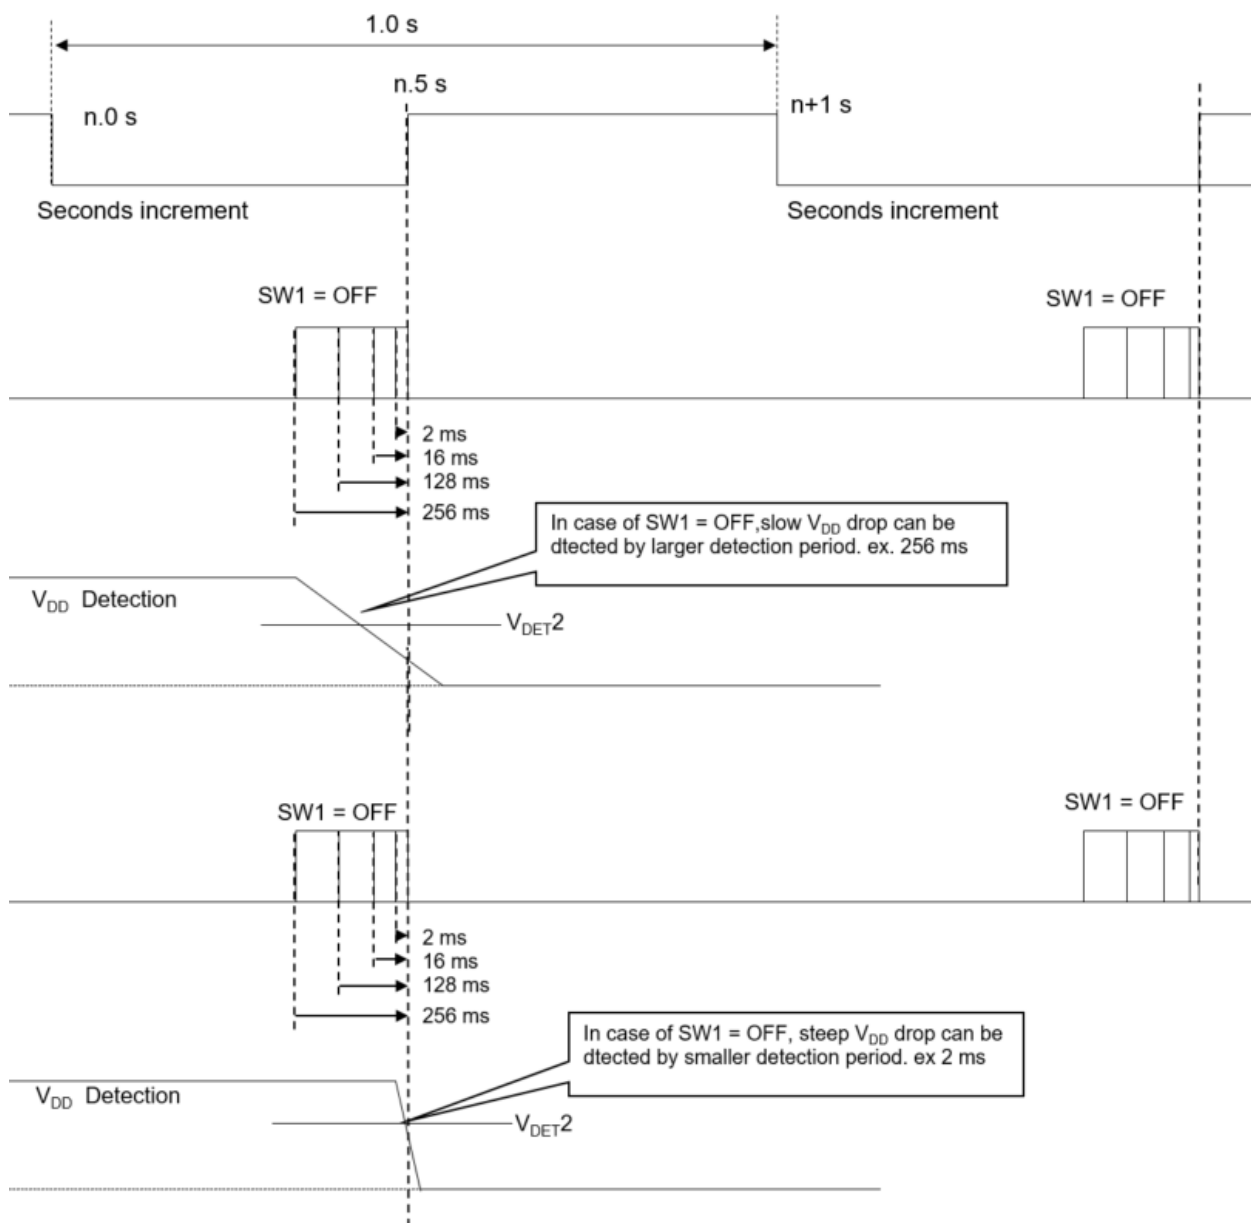 1.0 s
n.5 s
n.0 s
n+1 s
Seconds increment
Seconds increment
SW1 = OFF
SW1 = OFF
2 ms
16 ms
128 ms
256 ms
In case of SW1 = OFF,slow VDD drop can be
dtected by larger detection period. ex. 256 ms
VDD Detection
VDET2
SW1 = OFF
SW1 = OFF
2 ms
16 ms
128 ms
256 ms
In case of SW1 = OFF, steep VDD drop can be
dtected by smaller detection period. ex 2 ms
VDD Detection
VDET2